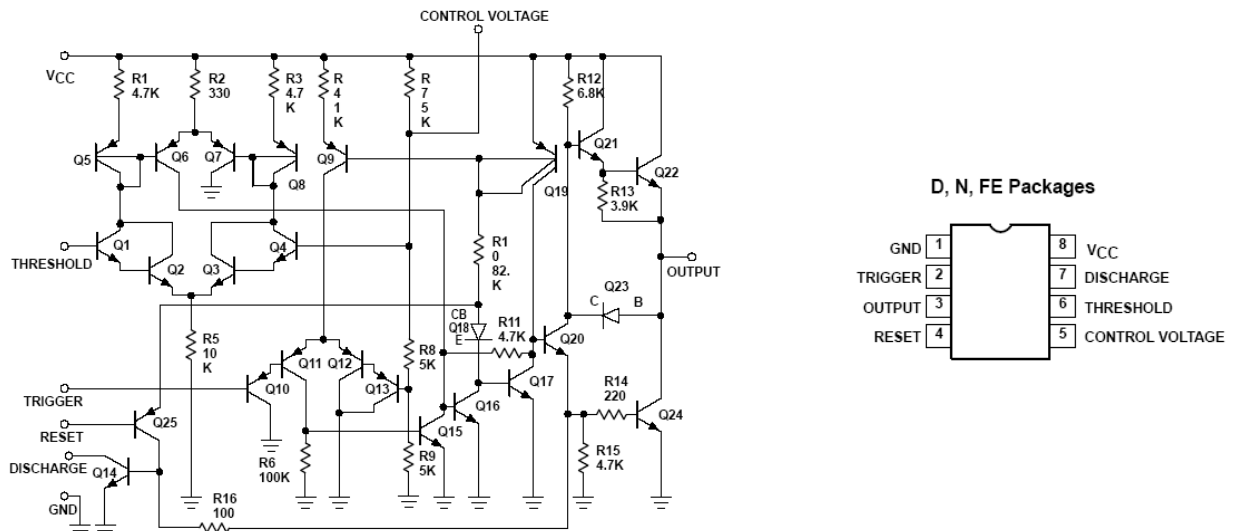 CONTROL VOLTAGE
VCC
R1
4.7K
R2
330
R3
4.7
K
R
4
1
K
R
7
5
K
R12
6.8K
Q5
Q6
Q7
Q8
Q9
Q19
Q21
Q22
R13
3.9K
Q1
Q2
Q3
Q4
THRESHOLD
R1
0
82.
K
OUTPUT
Q23
C
B
CB
Q18
E
R11
4.7K
Q20
R5
10
K
Q11
Q12
R8
5K
Q10
Q13
Q17
Q16
R14
220
Q24
TRIGGER
Q25
RESET
Q15
R9
5K
R15
4.7K
DISCHARGE
Q14
R6
100K
GND
R16
100
D, N, FE Packages
GND 1 8 VCC
TRIGGER 2 7 DISCHARGE
OUTPUT 3 6 THRESHOLD
RESET 4 5 CONTROL VOLTAGE